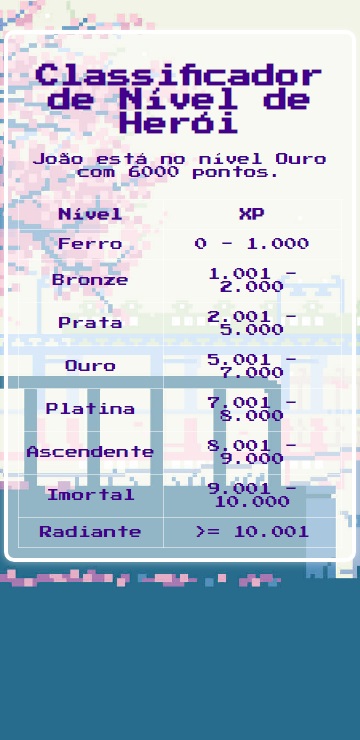 Classificador
de Nível de
Herói
João está no nível Ouro
com 6000 pontos.
Nível XP
Ferro 0 - 1.000
Bronze 1.001 -
2.000
Prata 2.001 -
5.000
Ouro 5.001 -
7.000
Platina 7.001 -
8.000
Ascendente 8.001 -
9.000
Imortal 9.001 -
10.000
Radiante >= 10.001